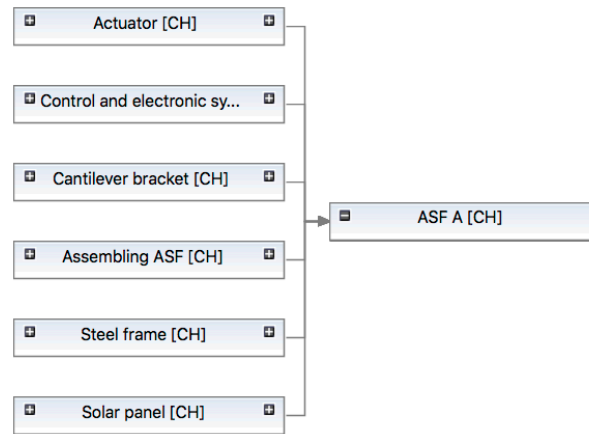 Actuator [CH]
Control and electronic sy...
Cantilever bracket [CH]
ASF A [CH]
Assembling ASF [CH]
Steel frame [CH]
Solar panel [CH]